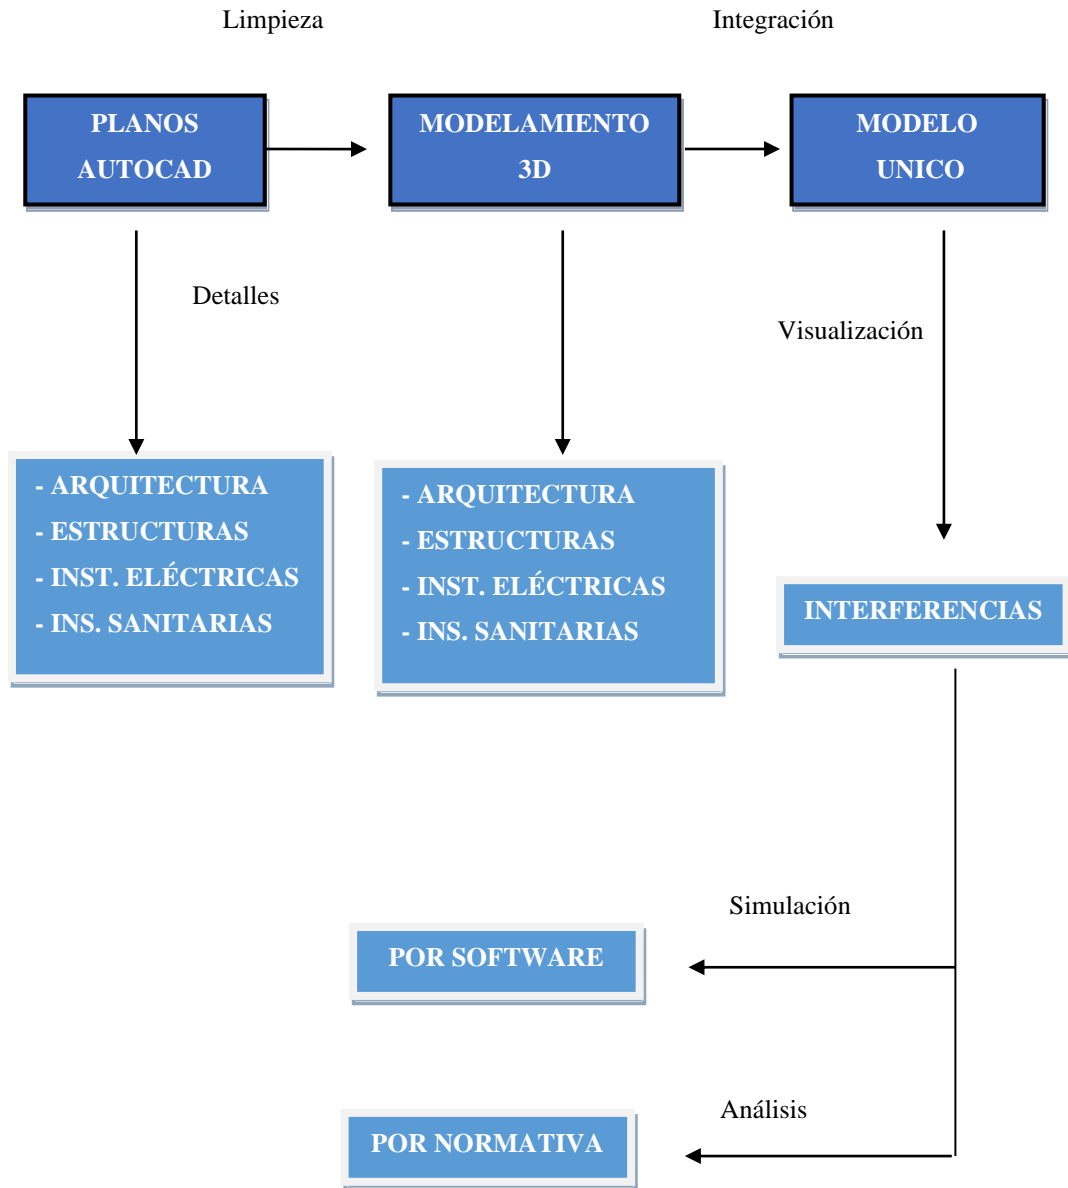 Limpieza
Integración
PLANOS
AUTOCAD
MODELAMIENTO
3D
MODELO
UNICO
Detalles
Visualización
- ARQUITECTURA
- ESTRUCTURAS
- INST. ELÉCTRICAS
- INS. SANITARIAS
- ARQUITECTURA
- ESTRUCTURAS
- INST. ELÉCTRICAS
- INS. SANITARIAS
INTERFERENCIAS
Simulación
POR SOFTWARE
Análisis
POR NORMATIVA